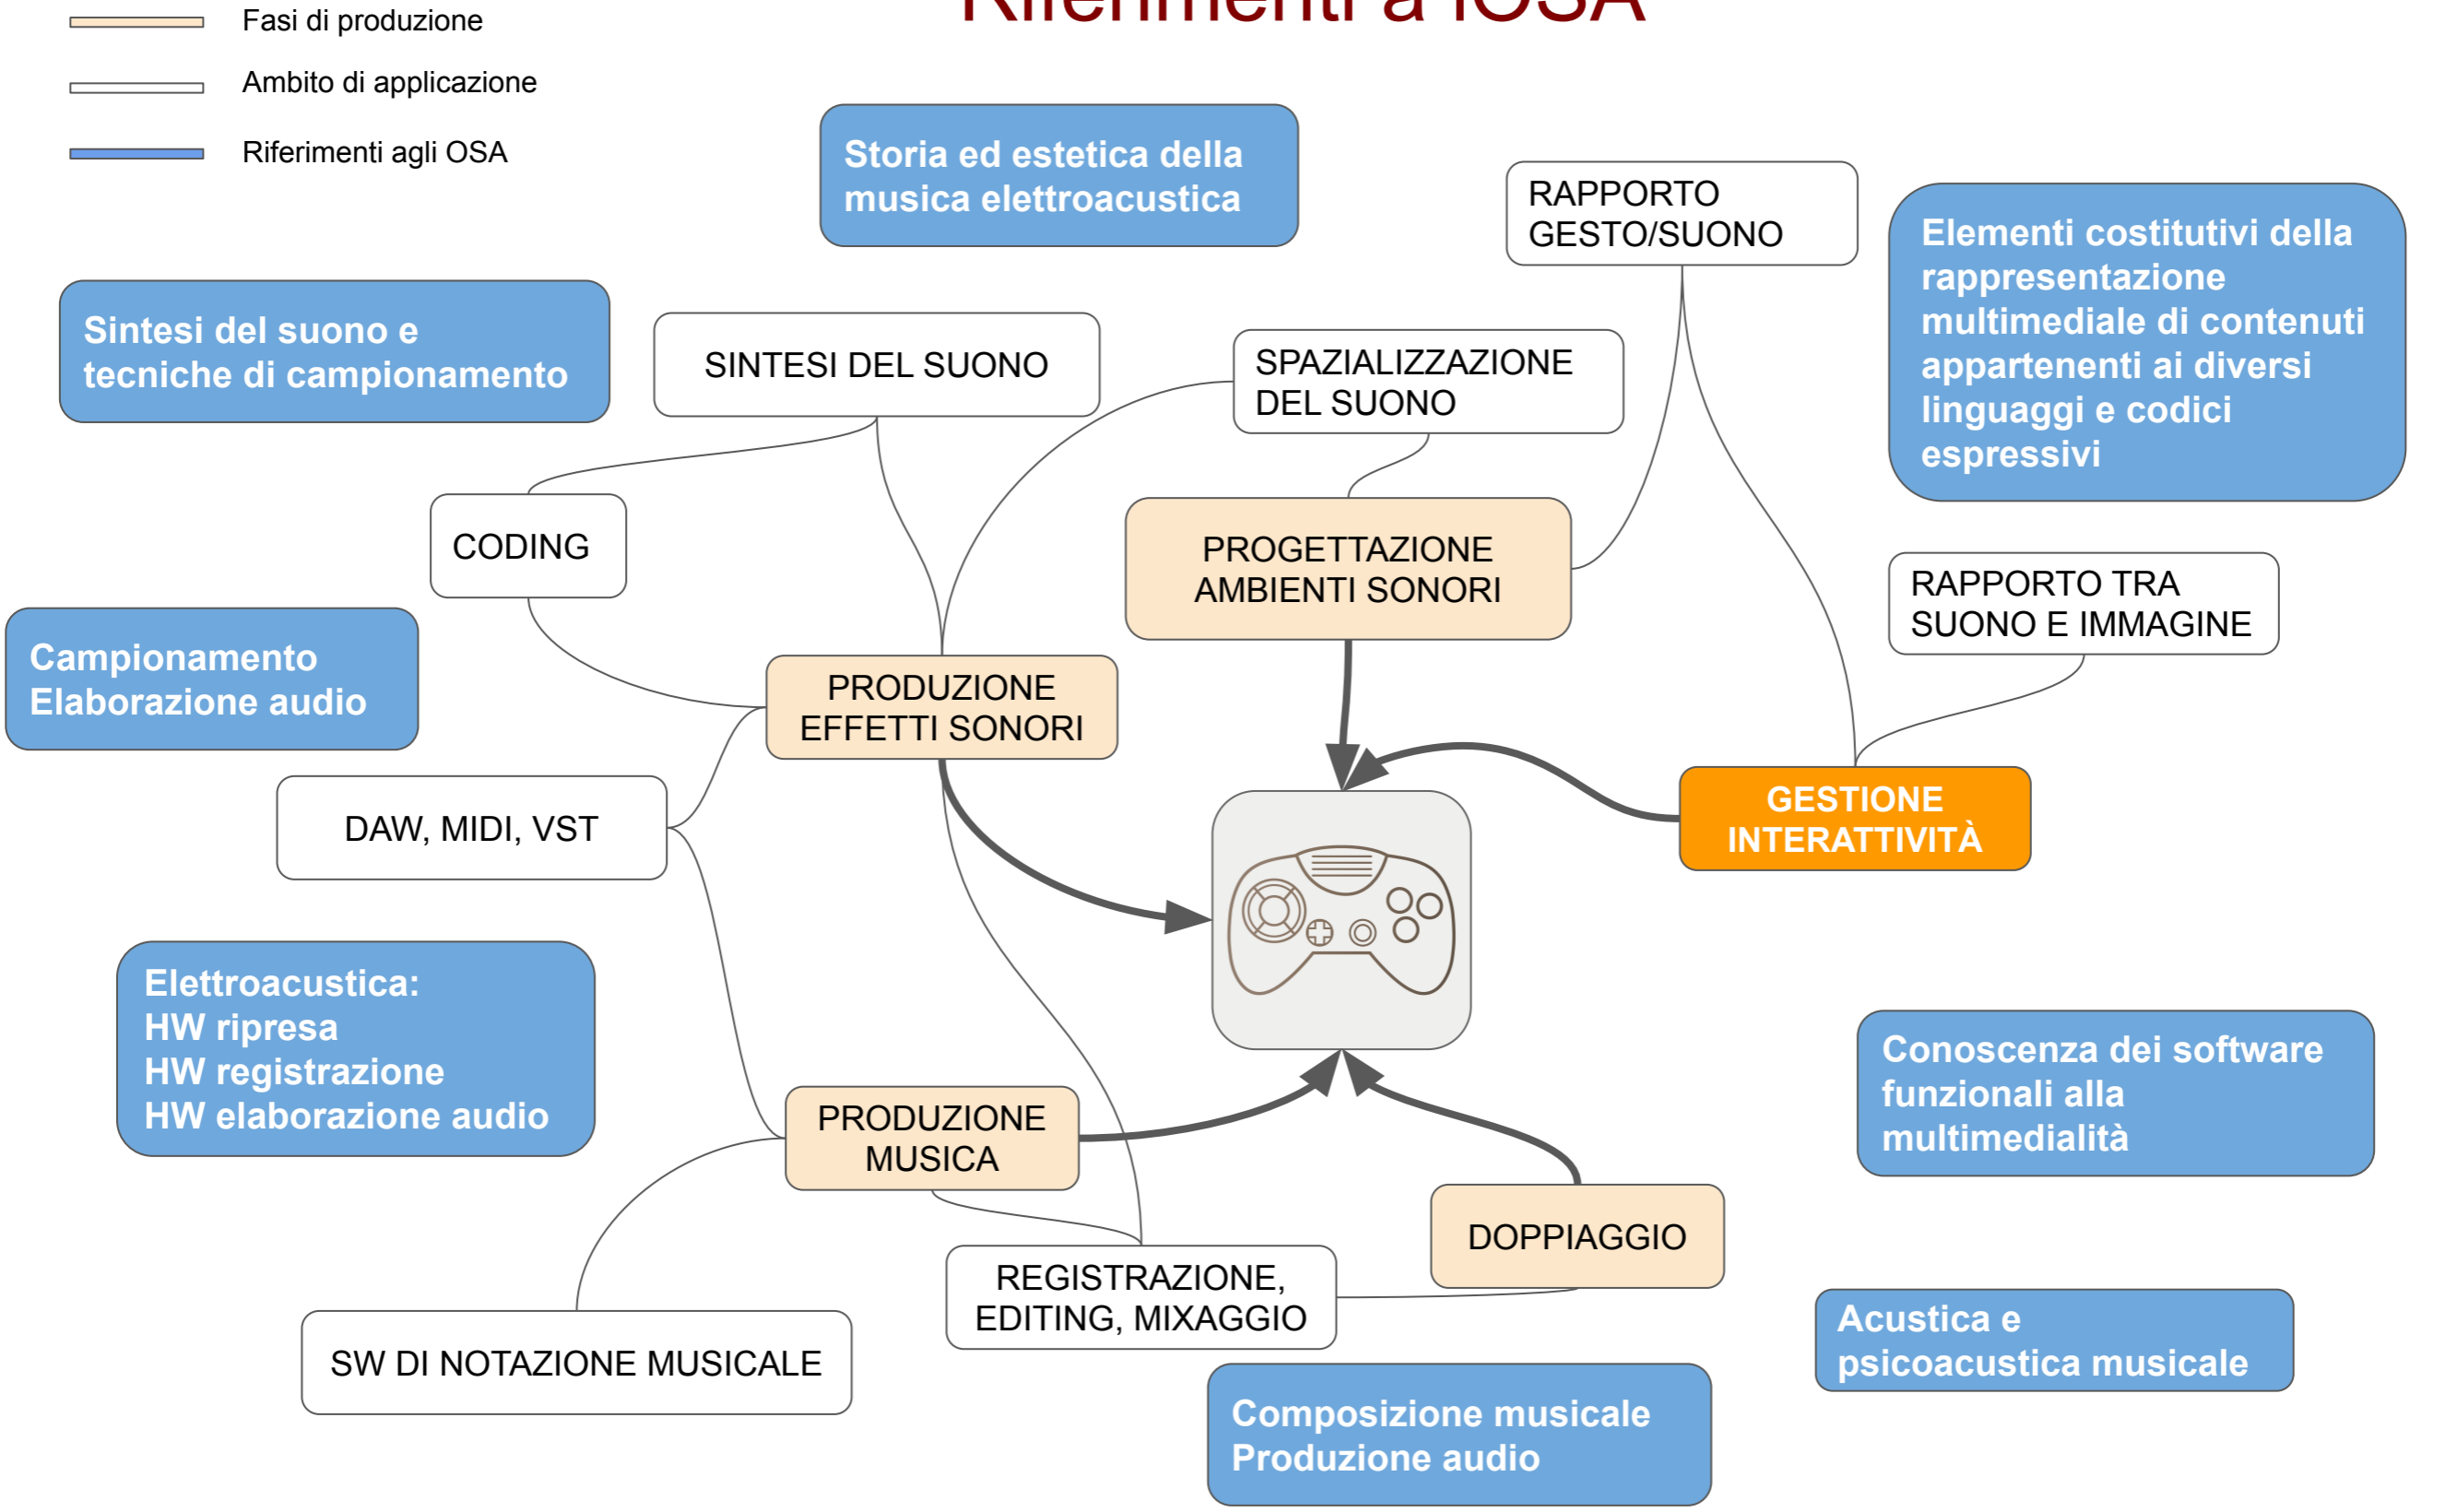 Riferimenti a iOSA
Fasi di produzione
Ambito di applicazione
Riferimenti agli OSA
Storia ed estetica della
musica elettroacustica
RAPPORTO
GESTO/SUONO
Elementi costitutivi della
rappresentazione
multimediale di contenuti
appartenenti ai diversi
linguaggi e codici
espressivi
Sintesi del suono e
tecniche di campionamento
SINTESI DEL SUONO
SPAZIALIZZAZIONE
DEL SUONO
CODING
PROGETTAZIONE
AMBIENTI SONORI
RAPPORTO TRA
SUONO E IMMAGINE
Campionamento
Elaborazione audio
PRODUZIONE
EFFETTI SONORI
DAW, MIDI, VST
GESTIONE
INTERATTIVITÀ
Elettroacustica:
HW ripresa
HW registrazione
HW elaborazione audio
Conoscenza dei software
funzionali alla
multimedialità
PRODUZIONE
MUSICA
DOPPIAGGIO
REGISTRAZIONE,
EDITING, MIXAGGIO
SW DI NOTAZIONE MUSICALE
Acustica e
psicoacustica musicale
Composizione musicale
Produzione audio